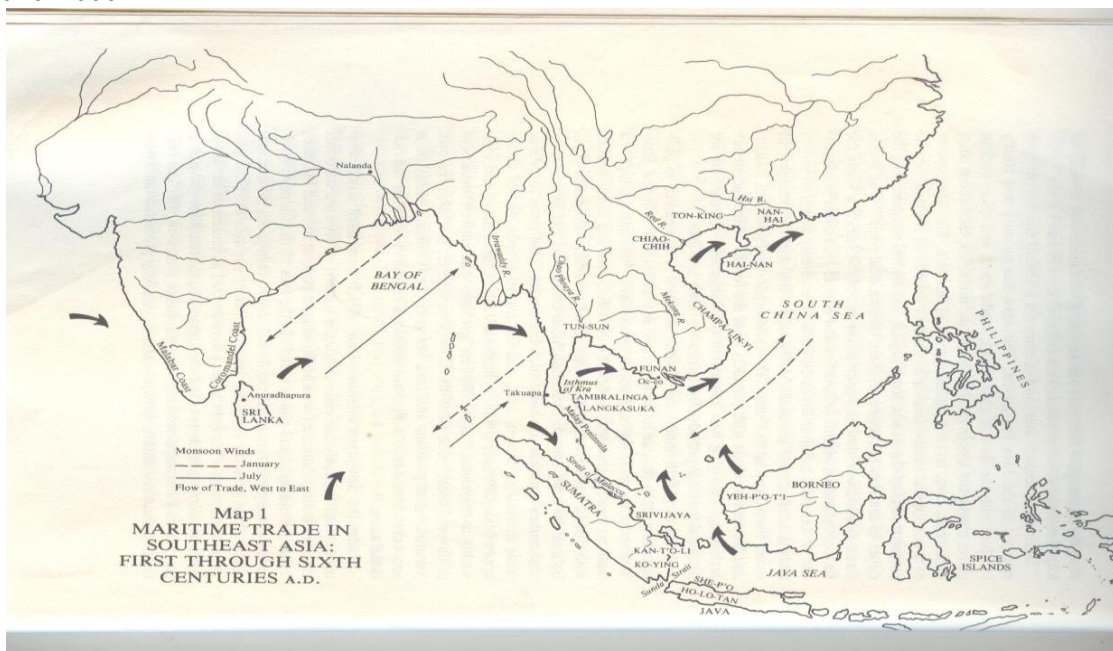 Nalanda
Hsi R.
TON-KING
NAN-
HAI
Red R.
CHIAO-
CHIH
HAI-NAN
Irrawaddy R.
BAY OF
BENGAL
Chao Phraya R.
Mekong R.
CHAMPA/LIN-YI
SOUTH
CHINA SEA
PHILIPPINES
TUN-SUN
Malabar Coast
Coromandel Coast
FUNAN
Oc-eo
Isthmus
of Kra
Takuapa
TAMBRALINGA
LANGKASUKA
Anuradhapura
SRI
LANKA
Malay Peninsula
Strait of Malacca
Monsoon Winds
January
July
Flow of Trade, West to East
SUMATRA
BORNEO
YEH-P'O-T'I
SRIVIJAYA
Map 1
MARITIME TRADE IN
SOUTHEAST ASIA:
FIRST THROUGH SIXTH
CENTURIES A.D.
KAN-T'O-LI
KO-YING
SPICE
ISLANDS
JAVA SEA
Sunda Strait
SHE-P'O
HO-LO-TAN
JAVA